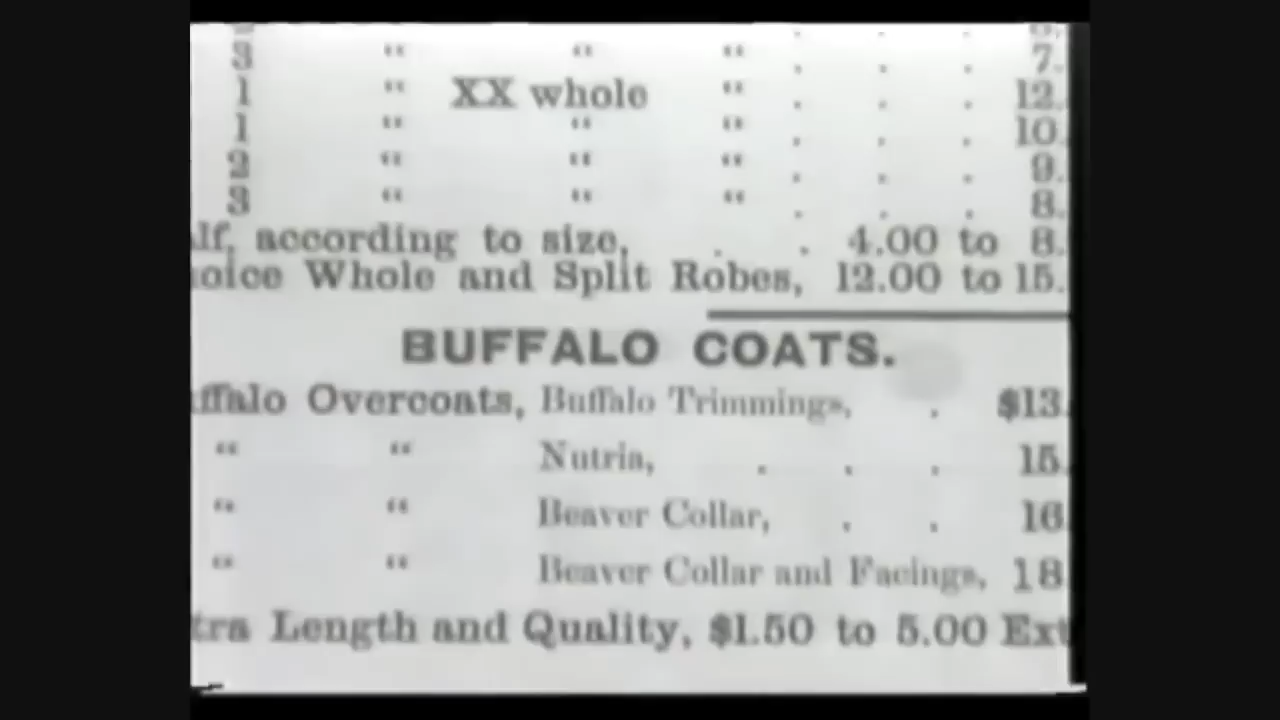 3 “ “ “ . . . 7.
1 “ XX whole “ . . . 12.
1 “ “ “ . . . 10.
2 “ “ “ . . . 9.
3 “ “ “ . . . 8.
lf, according to size, . . 4.00 to 8.
oice Whole and Split Robes, 12.00 to 15.
BUFFALO COATS.
ffalo Overcoats, Buffalo Trimmings, . $13.
“ “ Nutria, . . . 15.
“ “ Beaver Collar, . . 16
“ “ Beaver Collar and Facings, 18
tra Length and Quality, $1.50 to 5.00 Ext